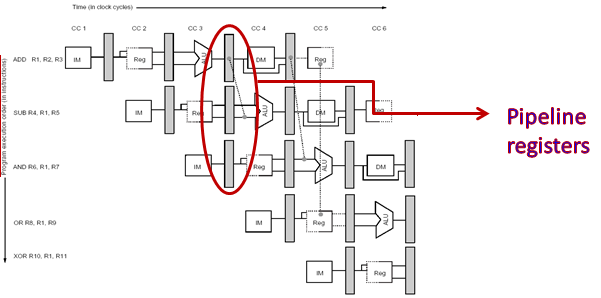 Time (in clock cycles)
CC 1 CC 2 CC 3 CC 4 CC 5 CC 6
Program execution order (in instructions)
ADD R1, R2, R3 IM Reg ALU DM Reg
SUB R4, R1, R5 IM Reg ALU DM Reg
AND R6, R1, R7 IM Reg ALU DM
OR R8, R1. R9 IM Reg ALU
XOR R10, R1, R11 IM Reg
Pipeline
registers